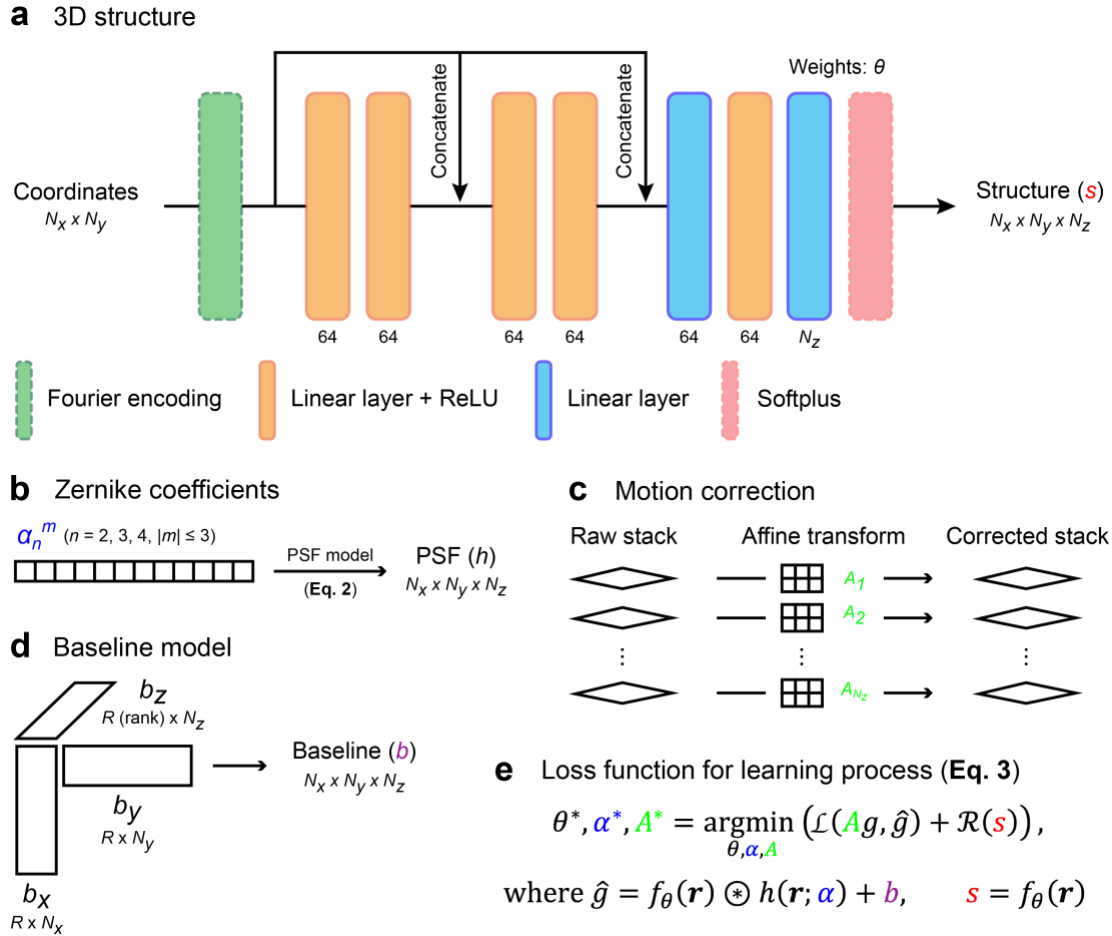 a 3D structure
Weights: θ
Concatenate
Concatenate
Coordinates
Nx x Ny
Structure (s)
Nx x Ny x Nz
64 64 64 64 64 64 Nz
Fourier encoding
Linear layer + ReLU
Linear layer
Softplus
b Zernike coefficients
αn^m (n = 2, 3, 4, |m| ≤ 3)
PSF model
(Eq. 2)
PSF (h)
Nx x Ny x Nz
c Motion correction
Raw stack
Affine transform
Corrected stack
A1
A2
⋮ ⋮ ⋮
ANz
d Baseline model
bz
R (rank) x Nz
by
R x Ny
bx
R x Nx
Baseline (b)
Nx x Ny x Nz
e Loss function for learning process (Eq. 3)
θ*, α*, A* = argmin (ℒ(Ag, ĝ) + ℛ(s)),
θ,α,A
where ĝ = fθ(r) ⊛ h(r; α) + b, s = fθ(r)